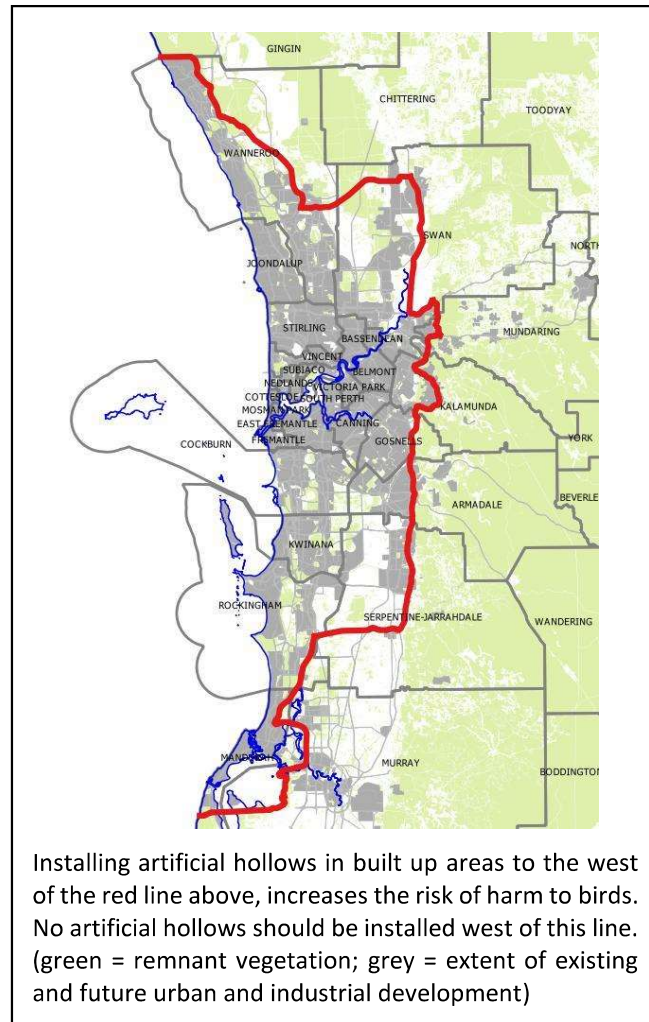 GINGIN
CHITTERING
TOODYAY
WANNEROO
SWAN
NORTH
JOONDALUP
STIRLING
BASSENDEAN
MUNDARING
VINCENT
SUBIACO
BELMONT
NEDLANDS
VICTORIA PARK
COTTESLOE
SOUTH PERTH
MOSMAN PARK
KALAMUNDA
EAST FREMANTLE
CANNING
COCKBURN
FREMANTLE
GOSNELLS
YORK
BEVERLE
ARMADALE
KWINANA
ROCKINGHAM
SERPENTINE-JARRAHDALE
WANDERING
MANDURAH
MURRAY
BODDINGTON
Installing artificial hollows in built up areas to the west
of the red line above, increases the risk of harm to birds.
No artificial hollows should be installed west of this line.
(green = remnant vegetation; grey = extent of existing
and future urban and industrial development)